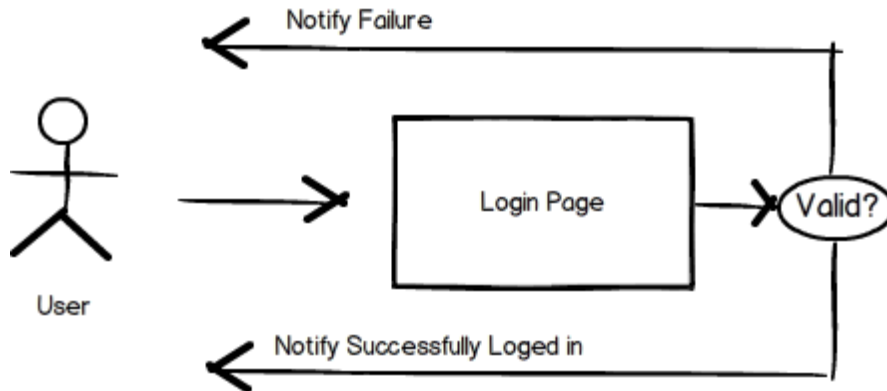 Notify Failure
Login Page
Valid?
User
Notify Successfully Loged in